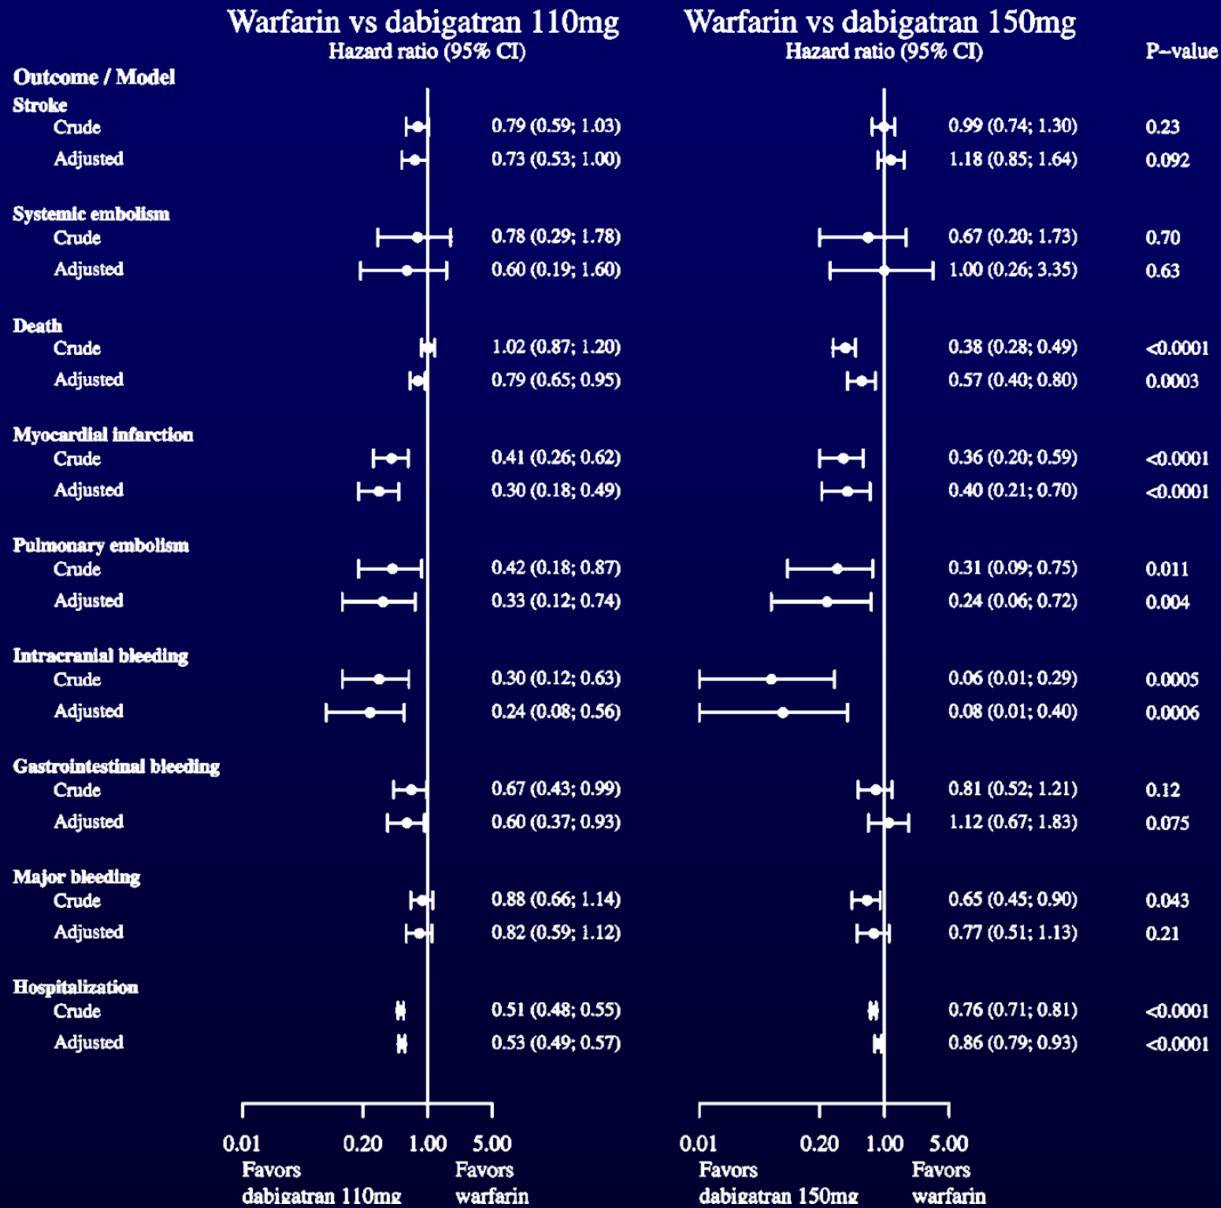 Warfarin vs dabigatran 110mg Warfarin vs dabigatran 150mg
Hazard ratio (95% CI) Hazard ratio (95% CI) P-value
Outcome / Model
Stroke
Crude 0.79 (0.59; 1.03) 0.99 (0.74; 1.30) 0.23
Adjusted 0.73 (0.53; 1.00) 1.18 (0.85; 1.64) 0.092
Systemic embolism
Crude 0.78 (0.29; 1.78) 0.67 (0.20; 1.73) 0.70
Adjusted 0.60 (0.19; 1.60) 1.00 (0.26; 3.35) 0.63
Death
Crude 1.02 (0.87; 1.20) 0.38 (0.28; 0.49) <0.0001
Adjusted 0.79 (0.65; 0.95) 0.57 (0.40; 0.80) 0.0003
Myocardial infarction
Crude 0.41 (0.26; 0.62) 0.36 (0.20; 0.59) <0.0001
Adjusted 0.30 (0.18; 0.49) 0.40 (0.21; 0.70) <0.0001
Pulmonary embolism
Crude 0.42 (0.18; 0.87) 0.31 (0.09; 0.75) 0.011
Adjusted 0.33 (0.12; 0.74) 0.24 (0.06; 0.72) 0.004
Intracranial bleeding
Crude 0.30 (0.12; 0.63) 0.06 (0.01; 0.29) 0.0005
Adjusted 0.24 (0.08; 0.56) 0.08 (0.01; 0.40) 0.0006
Gastrointestinal bleeding
Crude 0.67 (0.43; 0.99) 0.81 (0.52; 1.21) 0.12
Adjusted 0.60 (0.37; 0.93) 1.12 (0.67; 1.83) 0.075
Major bleeding
Crude 0.88 (0.66; 1.14) 0.65 (0.45; 0.90) 0.043
Adjusted 0.82 (0.59; 1.12) 0.77 (0.51; 1.13) 0.21
Hospitalization
Crude 0.51 (0.48; 0.55) 0.76 (0.71; 0.81) <0.0001
Adjusted 0.53 (0.49; 0.57) 0.86 (0.79; 0.93) <0.0001
0.01 0.20 1.00 5.00 0.01 0.20 1.00 5.00
Favors Favors Favors Favors
dabigatran 110mg warfarin dabigatran 150mg warfarin